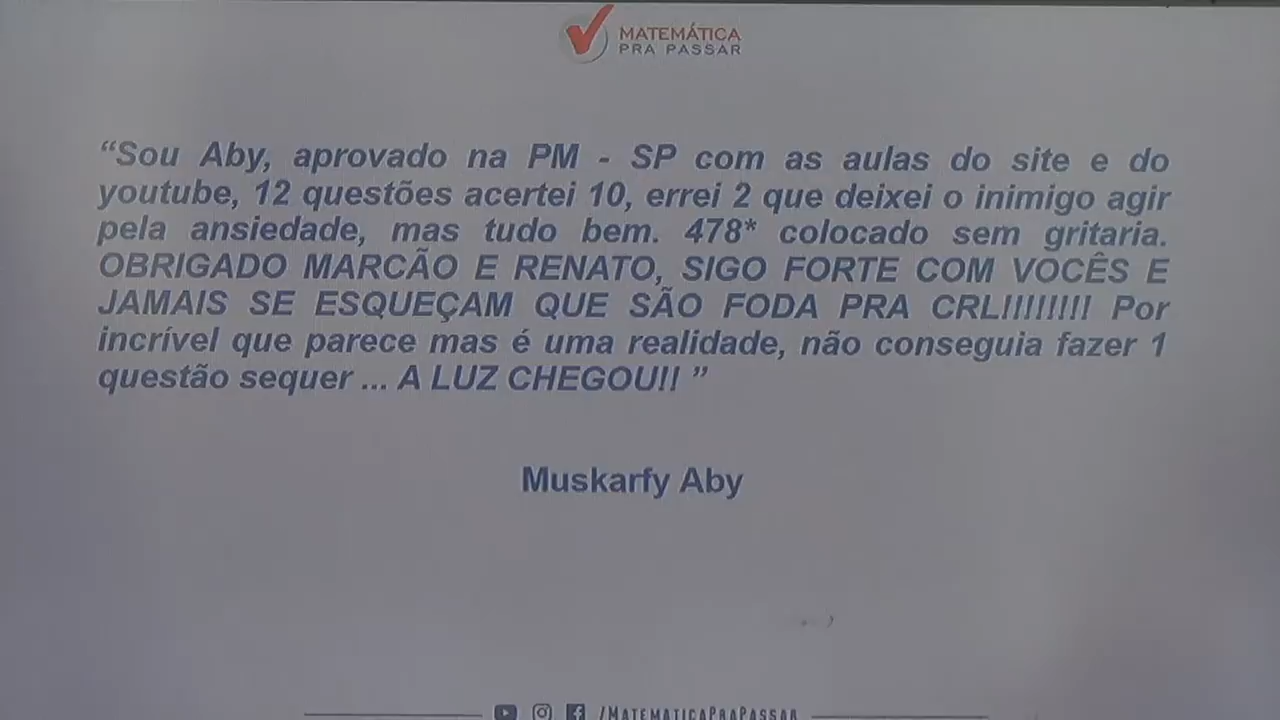 MATEMÁTICA
PRA PASSAR
“Sou Aby, aprovado na PM - SP com as aulas do site e do
youtube, 12 questões acertei 10, errei 2 que deixei o inimigo agir
pela ansiedade, mas tudo bem. 478* colocado sem gritaria.
OBRIGADO MARCÃO E RENATO, SIGO FORTE COM VOCÊS E
JAMAIS SE ESQUEÇAM QUE SÃO FODA PRA CRL!!!!!!!! Por
incrível que parece mas é uma realidade, não conseguia fazer 1
questão sequer ... A LUZ CHEGOU!! ”
Muskarfy Aby
/MATEMATICAPRAPASSAR